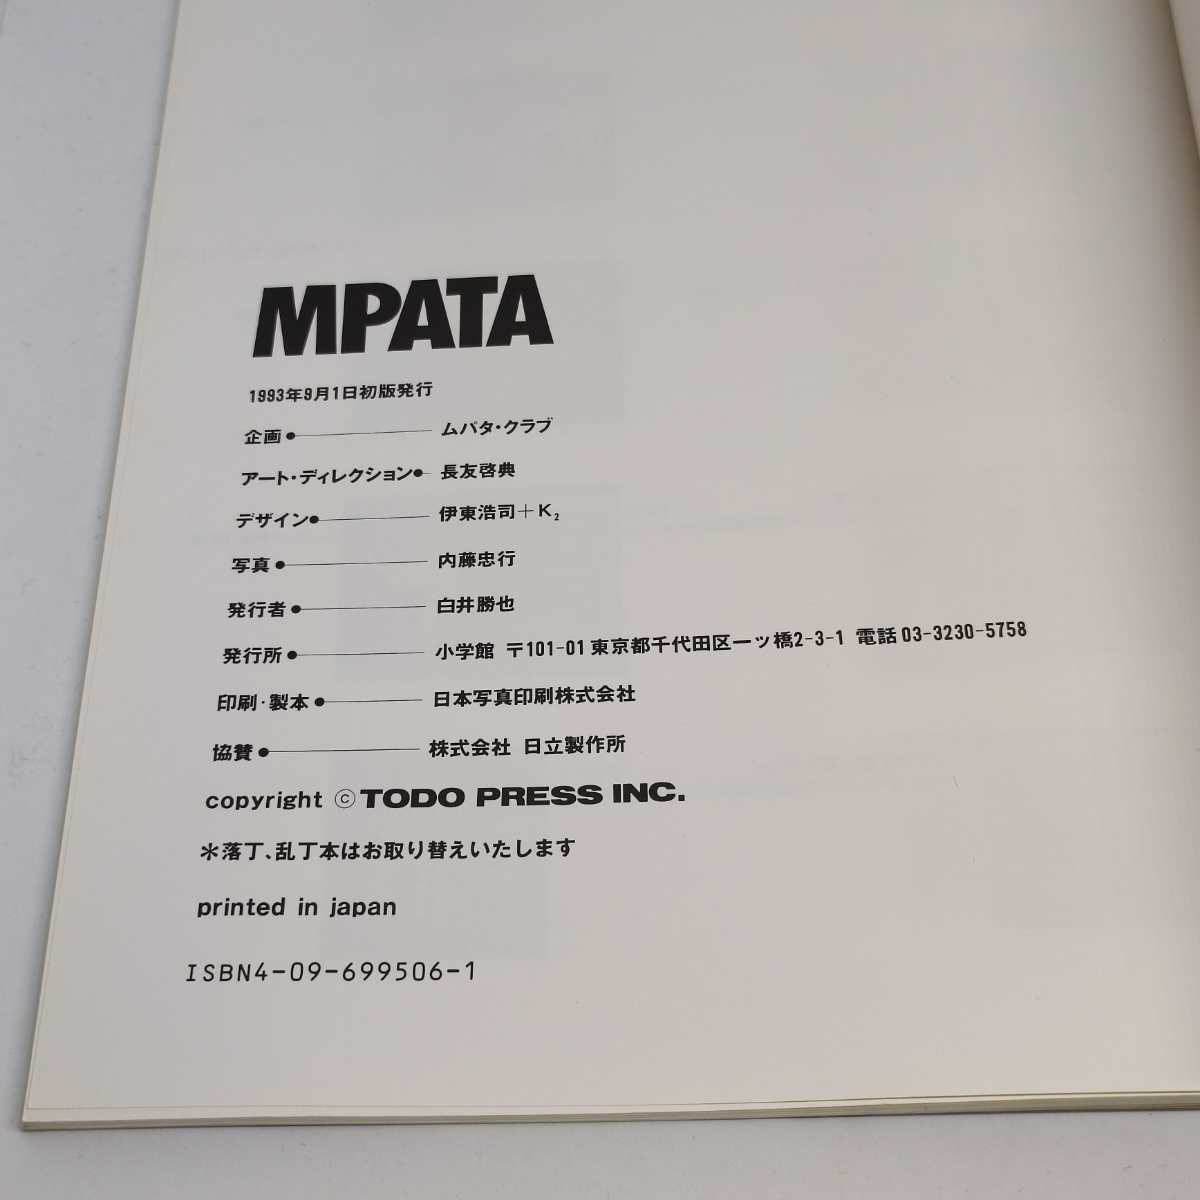 MPATA
1993年9月1日初版発行
企画●ムパタ・クラブ
アート・ディレクション●長友啓典
デザイン●伊東浩司+K₂
写真●内藤忠行
発行者●白井勝也
発行所●小学館 〒101-01東京都千代田区一ッ橋2-3-1 電話03-3230-5758
印刷・製本●日本写真印刷株式会社
協賛●株式会社 日立製作所
copyright ©TODO PRESS INC.
＊落丁、乱丁本はお取り替えいたします
printed in japan
ISBN4-09-699506-1